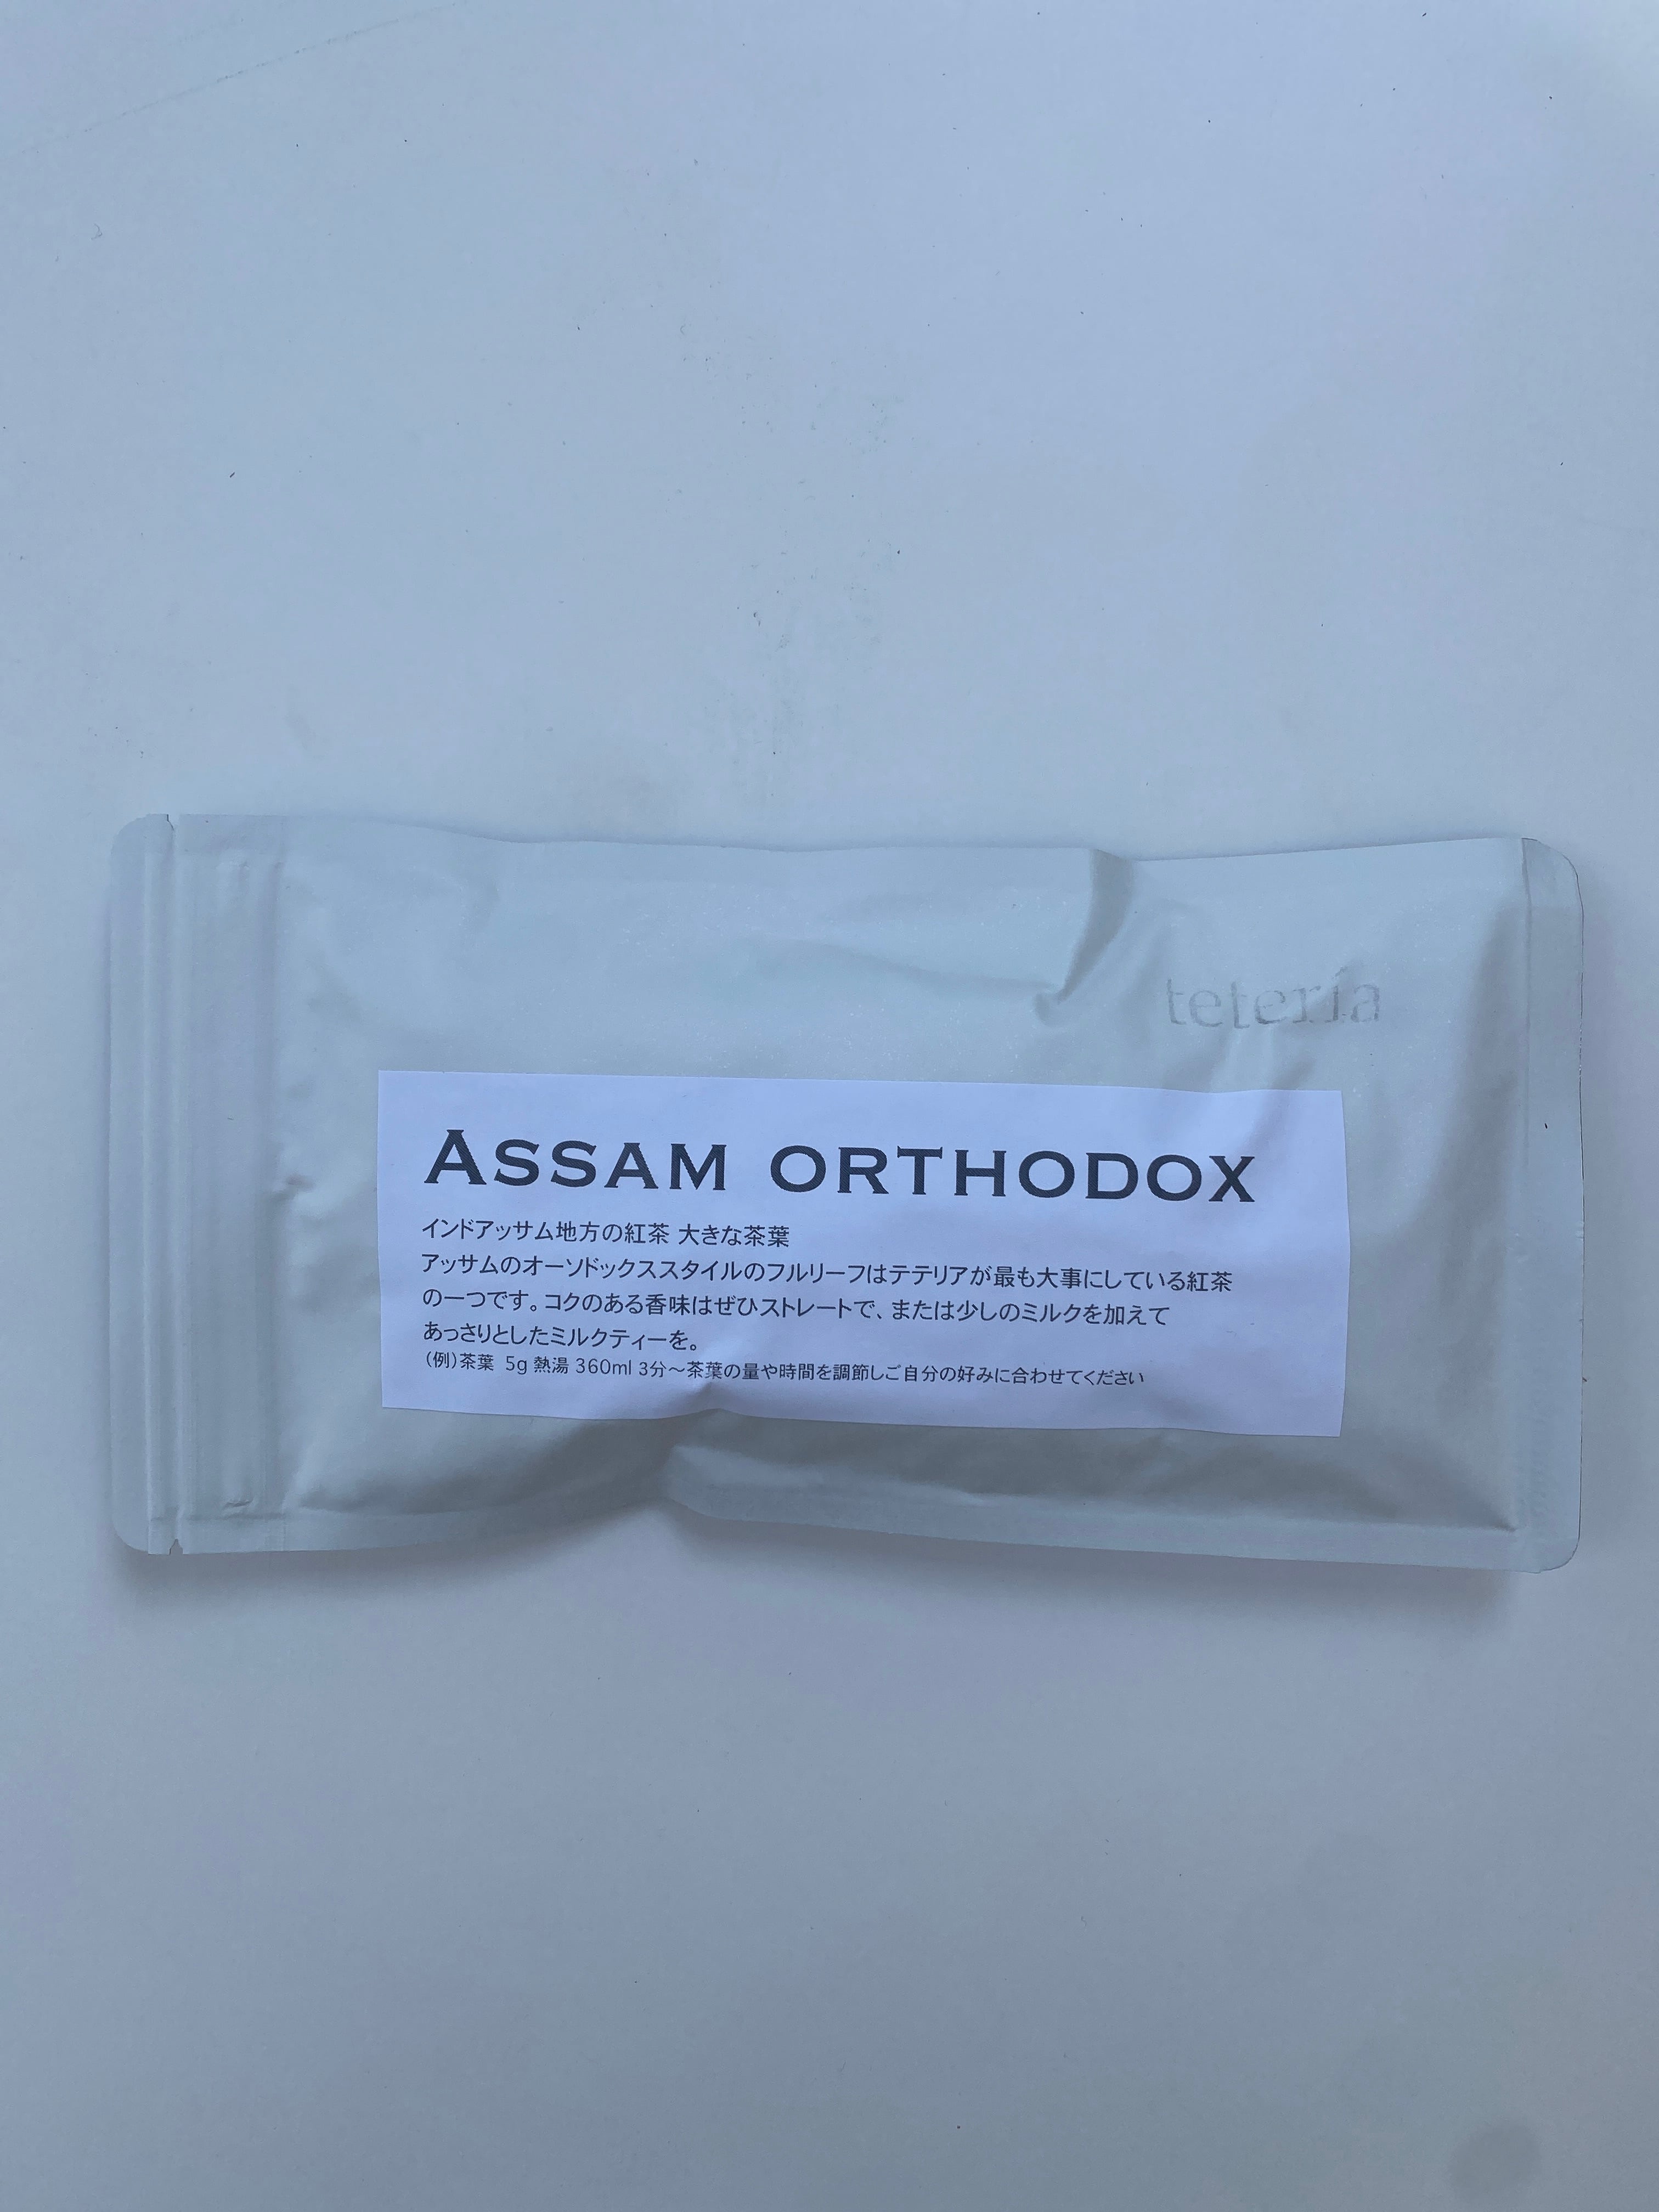 teteria
ASSAM ORTHODOX
インドアッサム地方の紅茶 大きな茶葉
アッサムのオーソドックススタイルのフルリーフはテテリアが最も大事にしている紅茶
の一つです。コクのある香味はぜひストレートで、または少しのミルクを加えて
あっさりとしたミルクティーを。
(例)茶葉 5g 熱湯 360ml 3分～茶葉の量や時間を調節しご自分の好みに合わせてください